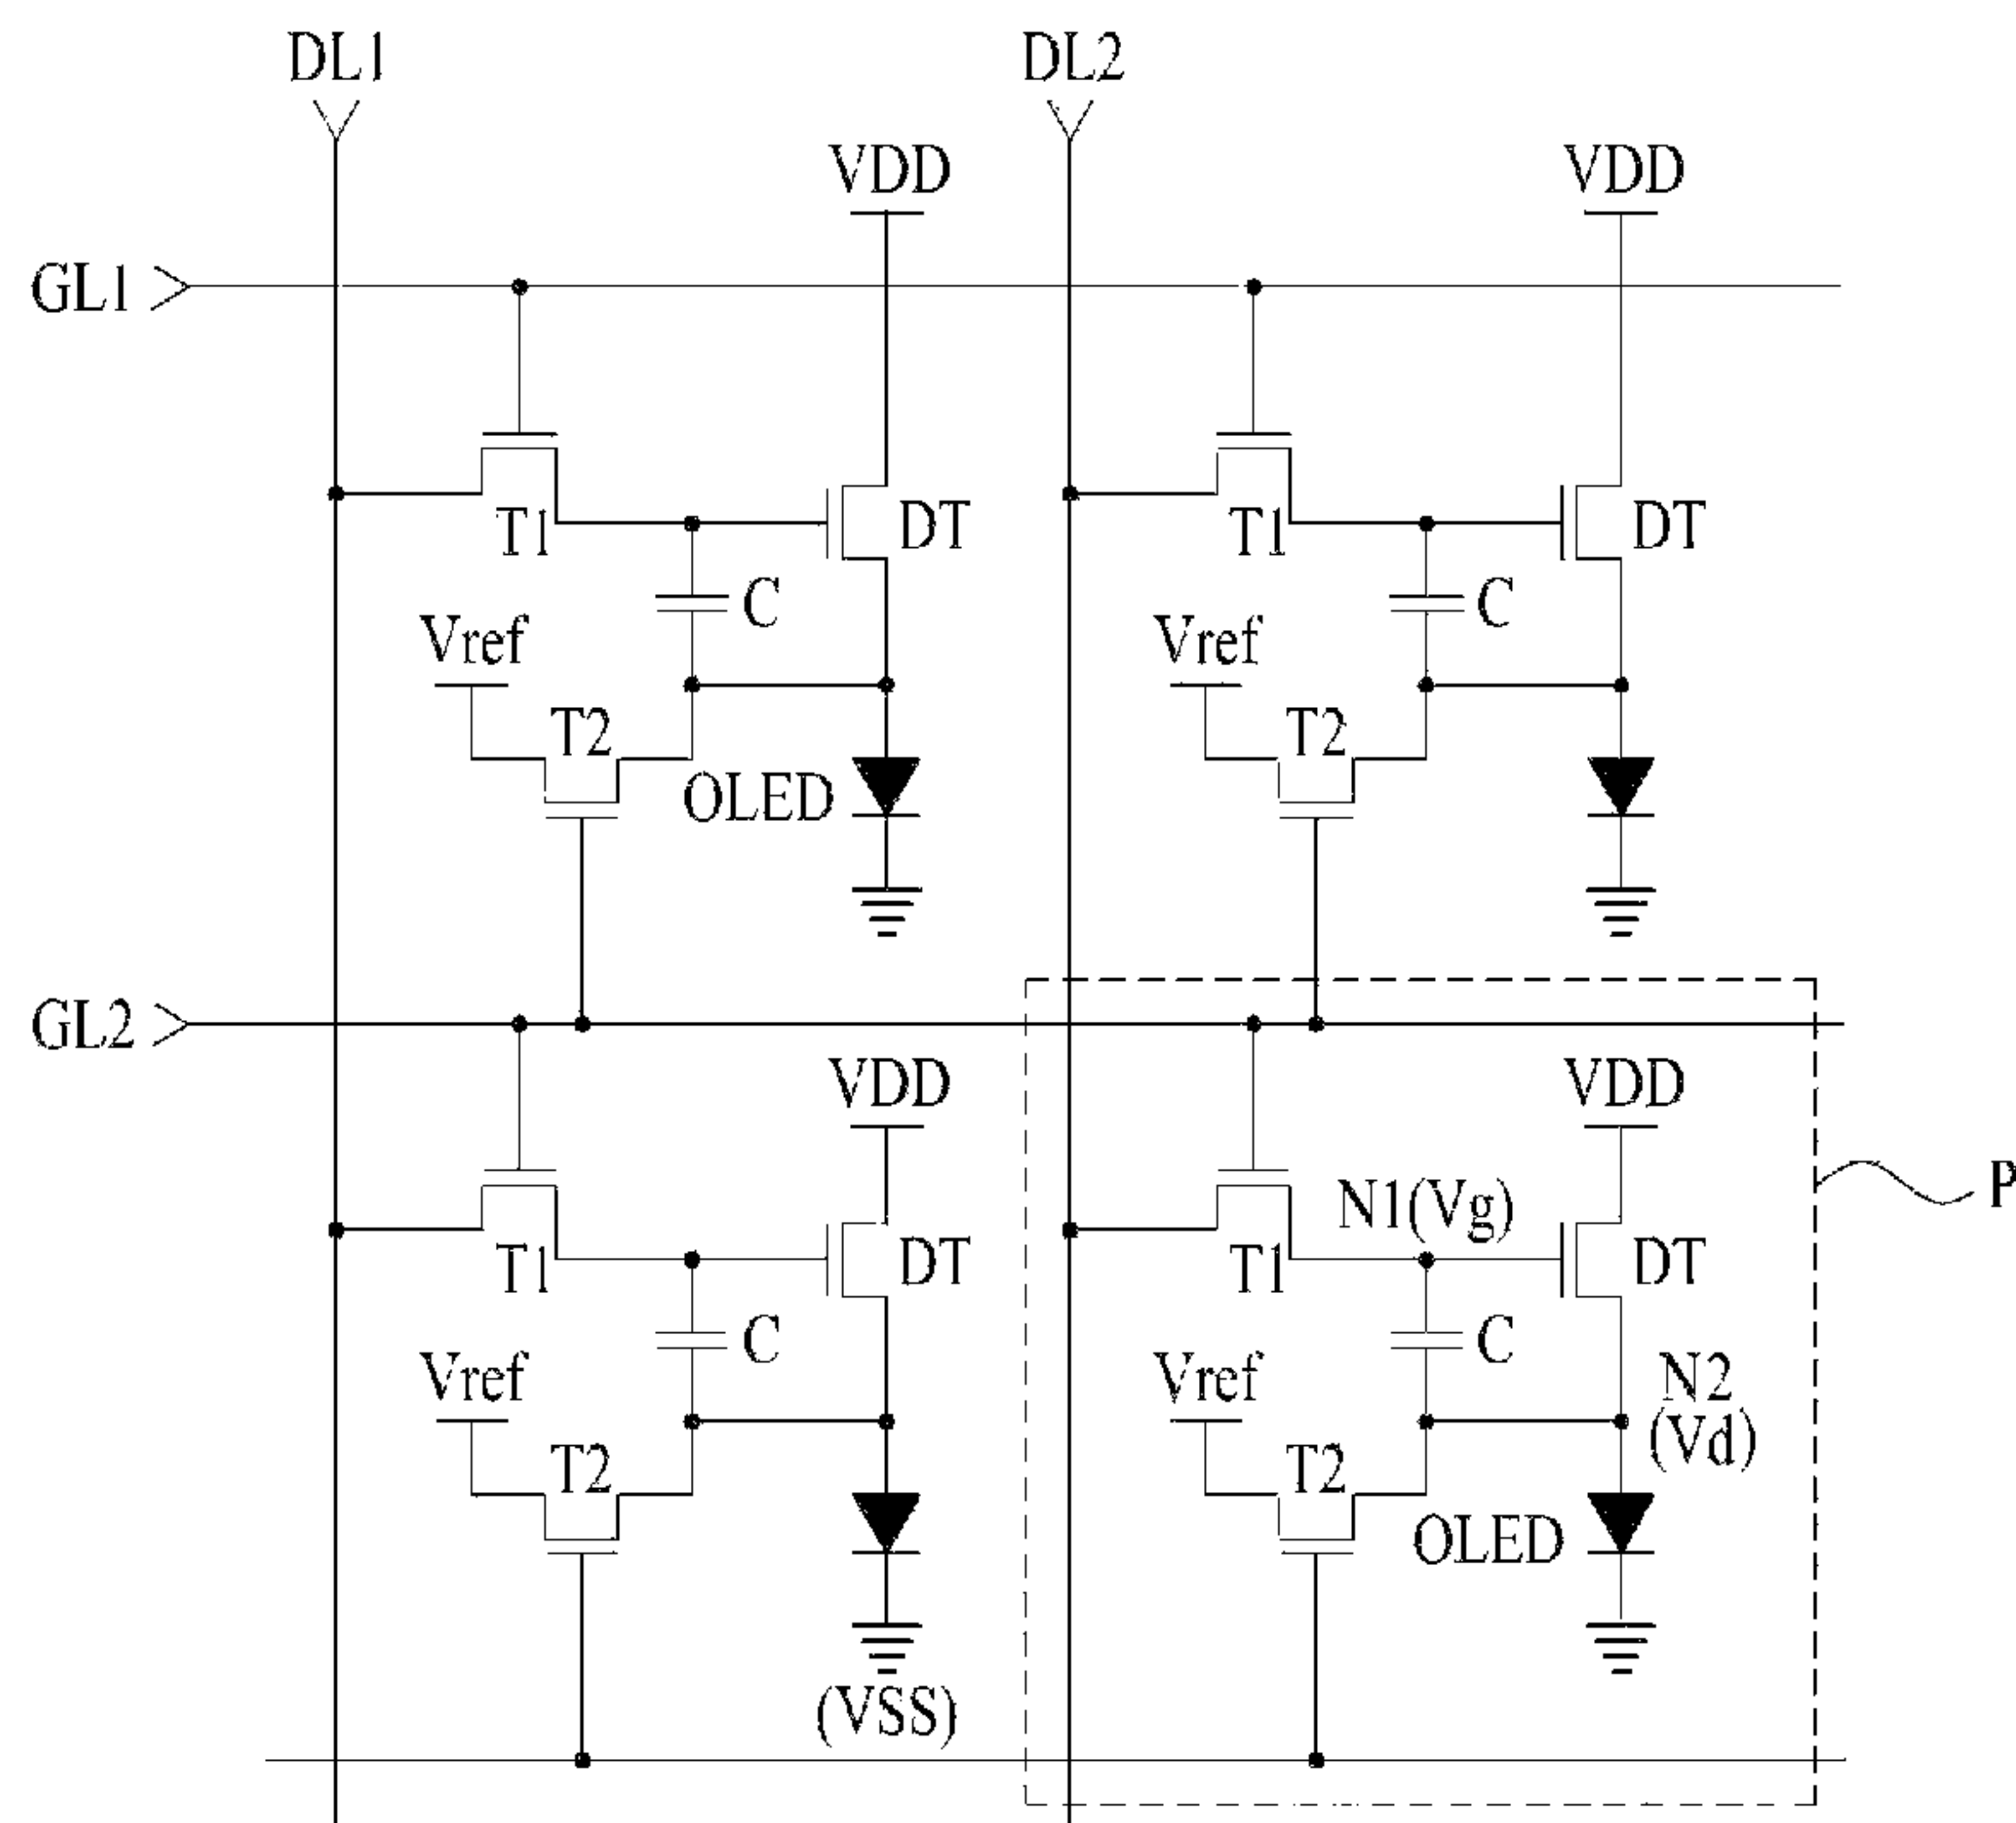 DL1
DL2
VDD
VDD
GL1
T1
DT
T1
DT
C
C
Vref
Vref
T2
T2
OLED
GL2
VDD
VDD
P
N1(Vg)
T1
DT
T1
DT
C
C
Vref
Vref
N2
(Vd)
T2
T2
OLED
(VSS)